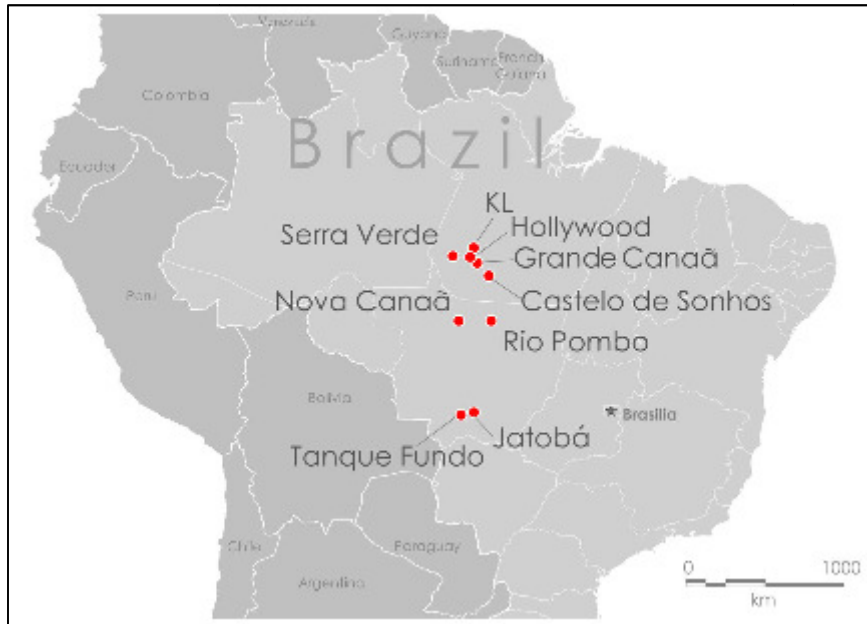 Venezuela
Guyana
Suriname
French
Guiana
Colombia
Brazil
Ecuador
KL
Hollywood
Serra Verde
Grande Canaã
Peru
Nova Canaã
Castelo de Sonhos
Rio Pombo
Bolivia
Brasilia
Jatobá
Tanque Fundo
Chile
Paraguay
Argentina
0 1000
km